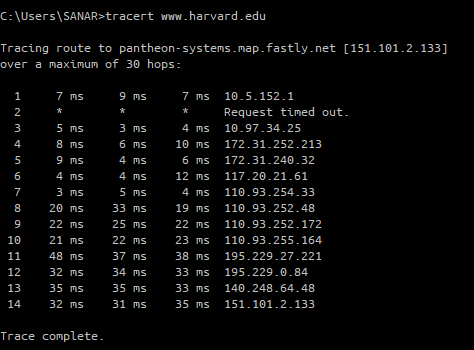 C:\Users\SANAR>tracert www.harvard.edu
Tracing route to pantheon-systems.map.fastly.net [151.101.2.133]
over a maximum of 30 hops:
1 7 ms 9 ms 7 ms 10.5.152.1
2 * * * Request timed out.
3 5 ms 3 ms 4 ms 10.97.34.25
4 8 ms 6 ms 10 ms 172.31.252.213
5 9 ms 4 ms 6 ms 172.31.240.32
6 4 ms 4 ms 12 ms 117.20.21.61
7 3 ms 5 ms 4 ms 110.93.254.33
8 20 ms 33 ms 19 ms 110.93.252.48
9 22 ms 25 ms 22 ms 110.93.252.172
10 21 ms 22 ms 23 ms 110.93.255.164
11 48 ms 37 ms 38 ms 195.229.27.221
12 32 ms 34 ms 33 ms 195.229.0.84
13 35 ms 35 ms 33 ms 140.248.64.48
14 32 ms 31 ms 35 ms 151.101.2.133
Trace complete.